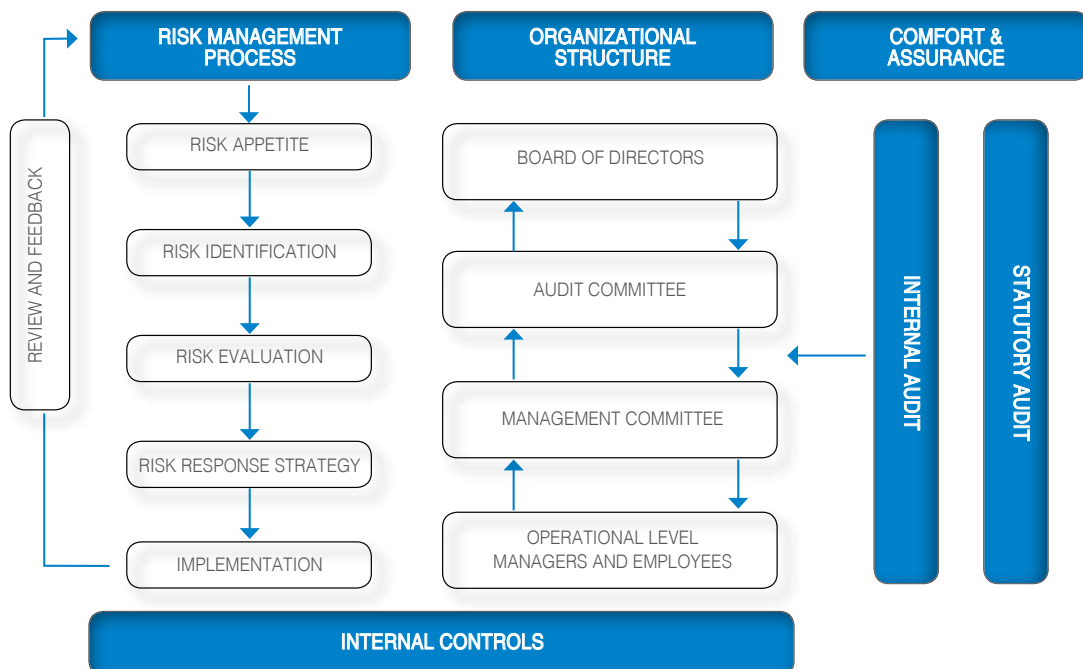 RISK MANAGEMENT
PROCESS
ORGANIZATIONAL
STRUCTURE
COMFORT &
ASSURANCE
REVIEW AND FEEDBACK
RISK APPETITE
RISK IDENTIFICATION
RISK EVALUATION
RISK RESPONSE STRATEGY
IMPLEMENTATION
BOARD OF DIRECTORS
AUDIT COMMITTEE
MANAGEMENT COMMITTEE
OPERATIONAL LEVEL
MANAGERS AND EMPLOYEES
INTERNAL AUDIT
STATUTORY AUDIT
INTERNAL CONTROLS